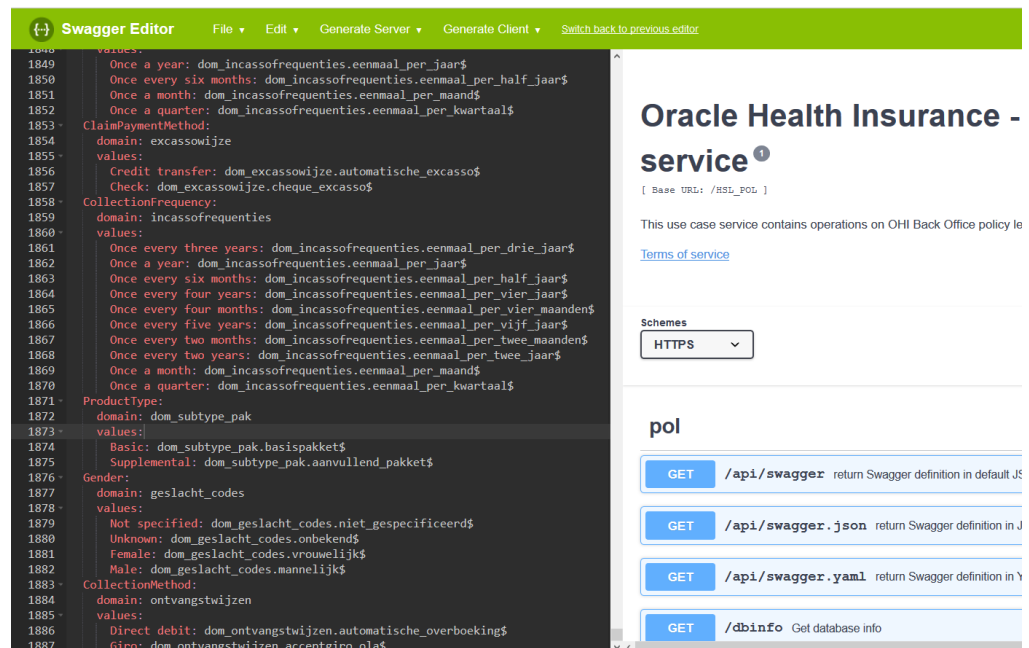 Swagger Editor
File
Edit
Generate Server
Generate Client
Switch back to previous editor
1848 values:
1849 Once a year: dom_incassofrequenties.eenmaal_per_jaar$
1850 Once every six months: dom_incassofrequenties.eenmaal_per_half_jaar$
1851 Once a month: dom_incassofrequenties.eenmaal_per_maand$
1852 Once a quarter: dom_incassofrequenties.eenmaal_per_kwartaal$
1853 ClaimPaymentMethod:
1854 domain: excassowijze
1855 values:
1856 Credit transfer: dom_excassowijze.automatische_excasso$
1857 Check: dom_excassowijze.cheque_excasso$
1858 CollectionFrequency:
1859 domain: incassofrequenties
1860 values:
1861 Once every three years: dom_incassofrequenties.eenmaal_per_drie_jaar$
1862 Once a year: dom_incassofrequenties.eenmaal_per_jaar$
1863 Once every six months: dom_incassofrequenties.eenmaal_per_half_jaar$
1864 Once every four years: dom_incassofrequenties.eenmaal_per_vier_jaar$
1865 Once every four months: dom_incassofrequenties.eenmaal_per_vier_maanden$
1866 Once every five years: dom_incassofrequenties.eenmaal_per_vijf_jaar$
1867 Once every two months: dom_incassofrequenties.eenmaal_per_twee_maanden$
1868 Once every two years: dom_incassofrequenties.eenmaal_per_twee_jaar$
1869 Once a month: dom_incassofrequenties.eenmaal_per_maand$
1870 Once a quarter: dom_incassofrequenties.eenmaal_per_kwartaal$
1871 ProductType:
1872 domain: dom_subtype_pak
1873 values:
1874 Basic: dom_subtype_pak.basispakket$
1875 Supplemental: dom_subtype_pak.aanvullend_pakket$
1876 Gender:
1877 domain: geslacht_codes
1878 values:
1879 Not specified: dom_geslacht_codes.niet_gespecificeerd$
1880 Unknown: dom_geslacht_codes.onbekend$
1881 Female: dom_geslacht_codes.vrouwelijk$
1882 Male: dom_geslacht_codes.mannelijk$
1883 CollectionMethod:
1884 domain: ontvangstwijzen
1885 values:
1886 Direct debit: dom_ontvangstwijzen.automatische_overboeking$
1887 Giro: dom_ontvangstwijzen.acceptgiro_ola$
Oracle Health Insurance -
service 1
[ Base URL: /HSL_POL ]
This use case service contains operations on OHI Back Office policy le
Terms of service
Schemes
HTTPS
pol
GET /api/swagger return Swagger definition in default JS
GET /api/swagger.json return Swagger definition in J
GET /api/swagger.yaml return Swagger definition in Y
GET /dbinfo Get database info